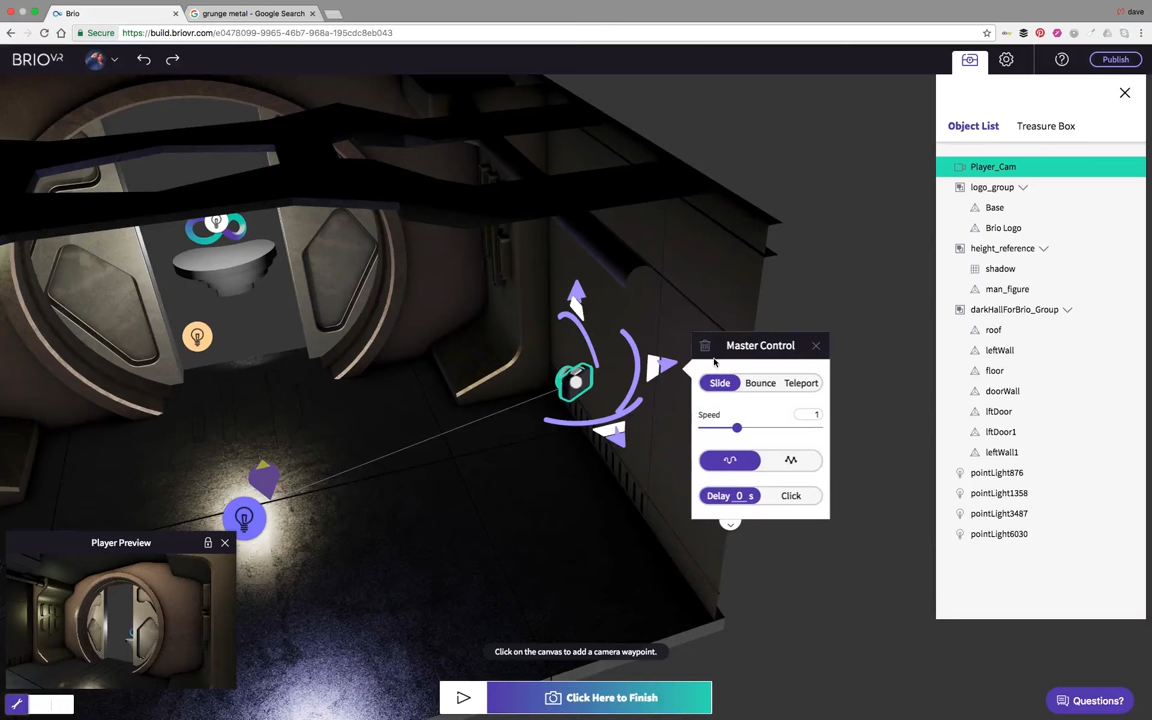 Brio
grunge metal - Google Search
dave
Secure
https://build.briovr.com/e0478099-9965-46b7-968a-195cdc8eb043
BRIOVR
Publish
Object List
Treasure Box
Player_Cam
logo_group
Base
Brio Logo
height_reference
shadow
man_figure
darkHallForBrio_Group
roof
leftWall
floor
doorWall
lftDoor
lftDoor1
leftWall1
pointLight876
pointLight1358
pointLight3487
pointLight6030
Master Control
Slide Bounce Teleport
Speed 1
Delay 0 s Click
Player Preview
Click on the canvas to add a camera waypoint.
Click Here to Finish
Questions?